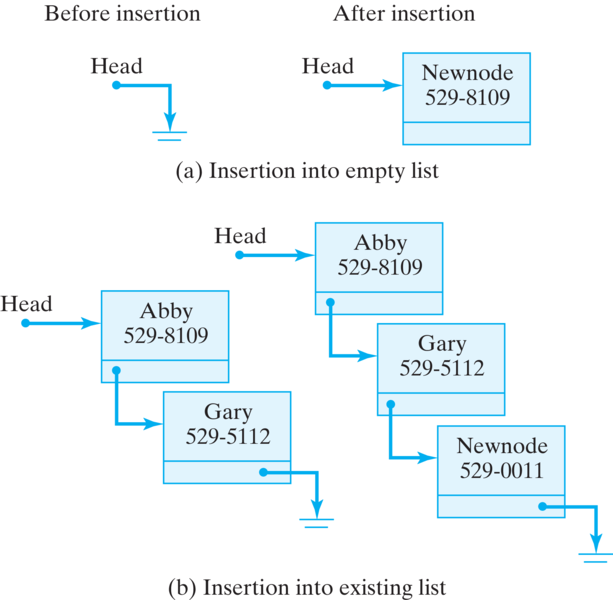 Before insertion
After insertion
Head
Head
Newnode
529-8109
(a) Insertion into empty list
Head
Abby
529-8109
Gary
529-5112
Head
Abby
529-8109
Gary
529-5112
Newnode
529-0011
(b) Insertion into existing list